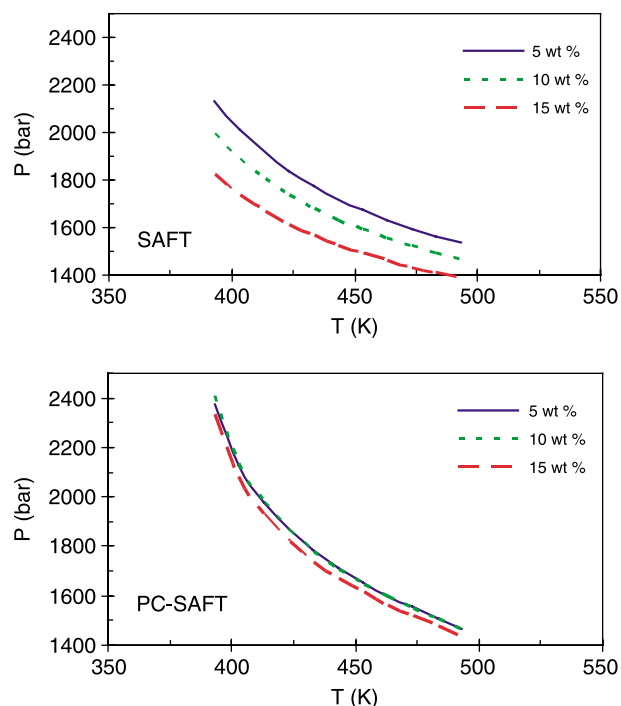 2400
2200
2000
1800
1600
1400
P (bar)
5 wt %
10 wt %
15 wt %
SAFT
350 400 450 500 550
T (K)
2400
2200
2000
1800
1600
1400
P (bar)
5 wt %
10 wt %
15 wt %
PC-SAFT
350 400 450 500 550
T (K)